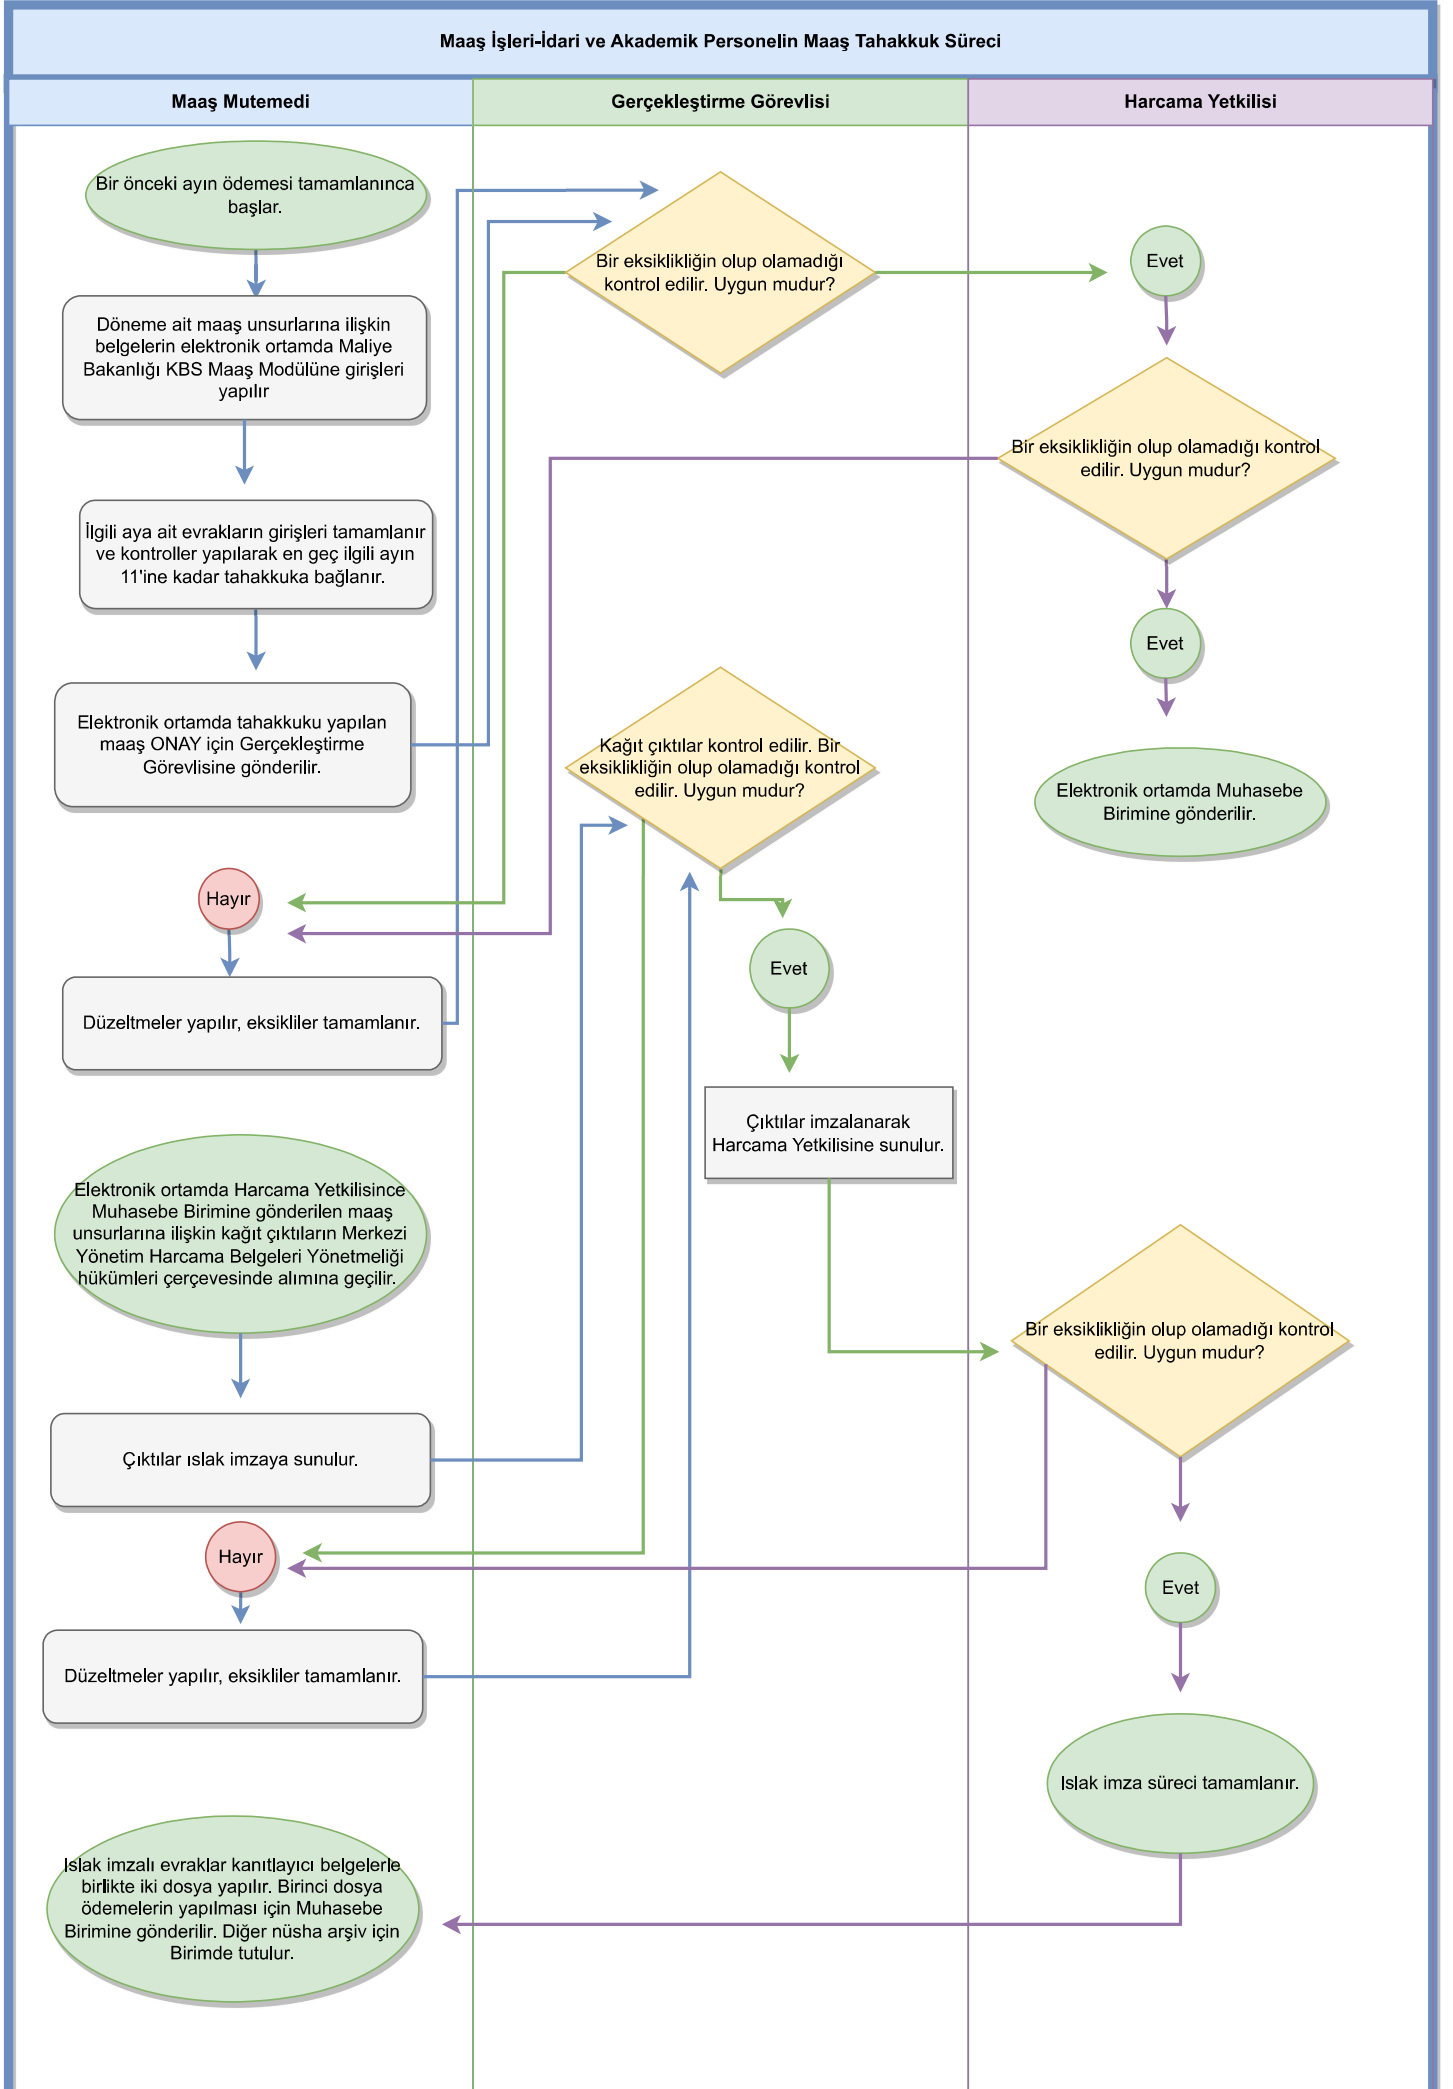 Maaş İşleri-İdari ve Akademik Personelin Maaş Tahakkuk Süreci
Maaş Mutemedi
Gerçekleştirme Görevlisi
Harcama Yetkilisi
Bir önceki ayın ödemesi tamamlanınca
başlar.
Bir eksiklikliğin olup olamadığı
kontrol edilir. Uygun mudur?
Evet
Döneme ait maaş unsurlarına ilişkin
belgelerin elektronik ortamda Maliye
Bakanlığı KBS Maaş Modülüne girişleri
yapılır
Bir eksiklikliğin olup olamadığı kontrol
edilir. Uygun mudur?
İlgili aya ait evrakların girişleri tamamlanır
ve kontroller yapılarak en geç ilgili ayın
11'ine kadar tahakkuka bağlanır.
Evet
Elektronik ortamda tahakkuku yapılan
maaş ONAY için Gerçekleştirme
Görevlisine gönderilir.
Kağıt çıktılar kontrol edilir. Bir
eksiklikliğin olup olamadığı kontrol
edilir. Uygun mudur?
Elektronik ortamda Muhasebe
Birimine gönderilir.
Hayır
Evet
Düzeltmeler yapılır, eksikliler tamamlanır.
Çıktılar imzalanarak
Harcama Yetkilisine sunulur.
Elektronik ortamda Harcama Yetkilisince
Muhasebe Birimine gönderilen maaş
unsurlarına ilişkin kağıt çıktıların Merkezi
Yönetim Harcama Belgeleri Yönetmeliği
hükümleri çerçevesinde alımına geçilir.
Bir eksiklikliğin olup olamadığı kontrol
edilir. Uygun mudur?
Çıktılar ıslak imzaya sunulur.
Hayır
Evet
Düzeltmeler yapılır, eksikliler tamamlanır.
Islak imza süreci tamamlanır.
Islak imzalı evraklar kanıtlayıcı belgelerle
birlikte iki dosya yapılır. Birinci dosya
ödemelerin yapılması için Muhasebe
Birimine gönderilir. Diğer nüsha arşiv için
Birimde tutulur.